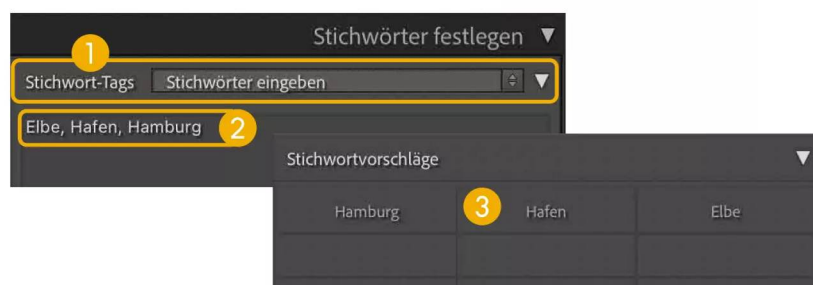 Stichwörter festlegen ▼
1
Stichwort-Tags Stichwörter eingeben ▼
Elbe, Hafen, Hamburg 2
Stichwortvorschläge ▼
Hamburg 3 Hafen Elbe